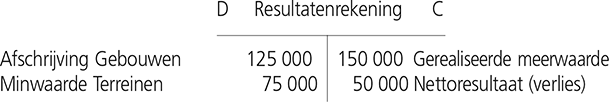 D Resultatenrekening C
Afschrijving Gebouwen 125 000 150 000 Gerealiseerde meerwaarde
Minwaarde Terreinen 75 000 50 000 Nettoresultaat (verlies)